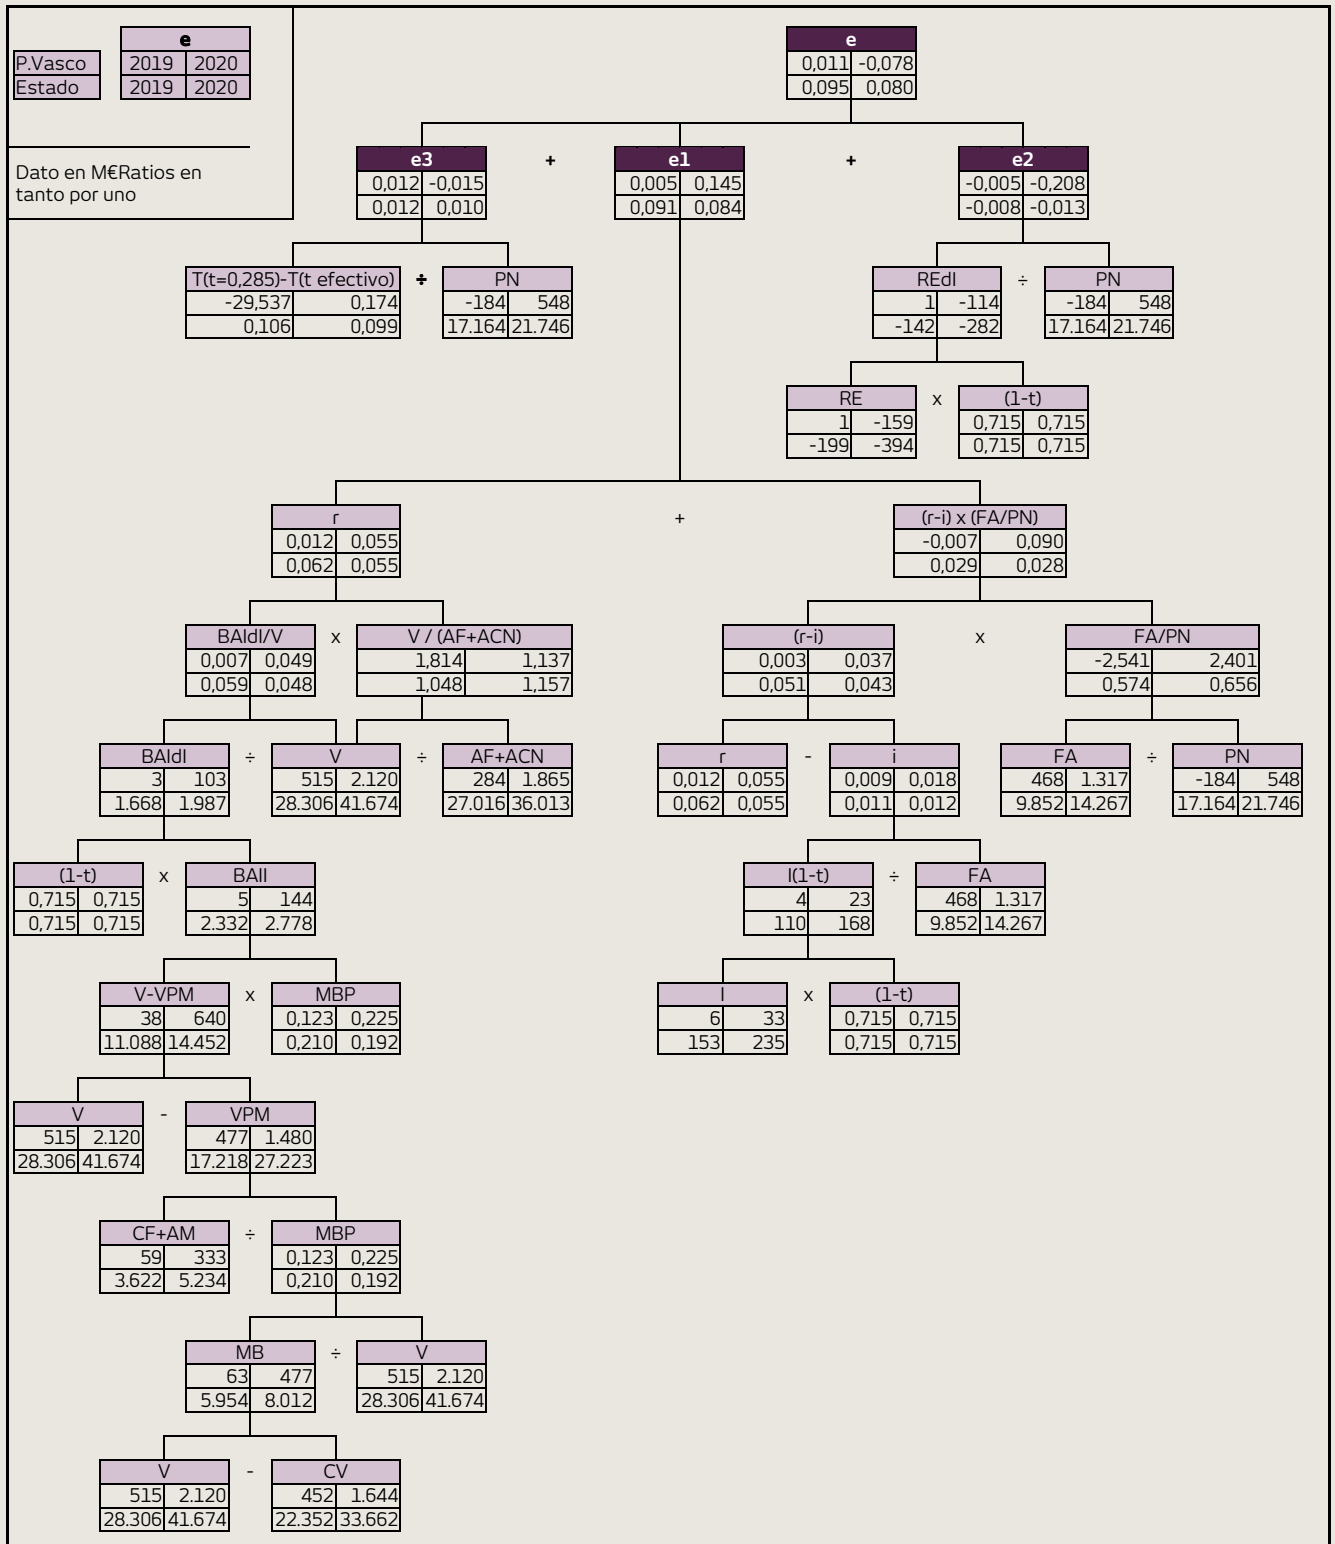 e
P.Vasco 2019 2020
Estado 2019 2020
Dato en M€Ratios en
tanto por uno
e
0,011 -0,078
0,095 0,080
e3 + e1 + e2
0,012 -0,015 0,005 0,145 -0,005 -0,208
0,012 0,010 0,091 0,084 -0,008 -0,013
T(t=0,285)-T(t efectivo) ÷ PN REdI ÷ PN
-29,537 0,174 -184 548 1 -114 -184 548
0,106 0,099 17.164 21.746 -142 -282 17.164 21.746
RE x (1-t)
1 -159 0,715 0,715
-199 -394 0,715 0,715
r + (r-i) x (FA/PN)
0,012 0,055 -0,007 0,090
0,062 0,055 0,029 0,028
BAIdI/V x V / (AF+ACN) (r-i) x FA/PN
0,007 0,049 1,814 1,137 0,003 0,037 -2,541 2,401
0,059 0,048 1,048 1,157 0,051 0,043 0,574 0,656
BAIdI ÷ V ÷ AF+ACN r - i FA ÷ PN
3 103 515 2.120 284 1.865 0,012 0,055 0,009 0,018 468 1.317 -184 548
1.668 1.987 28.306 41.674 27.016 36.013 0,062 0,055 0,011 0,012 9.852 14.267 17.164 21.746
(1-t) x BAII I(1-t) ÷ FA
0,715 0,715 5 144 4 23 468 1.317
0,715 0,715 2.332 2.778 110 168 9.852 14.267
V-VPM x MBP I x (1-t)
38 640 0,123 0,225 6 33 0,715 0,715
11.088 14.452 0,210 0,192 153 235 0,715 0,715
V - VPM
515 2.120 477 1.480
28.306 41.674 17.218 27.223
CF+AM ÷ MBP
59 333 0,123 0,225
3.622 5.234 0,210 0,192
MB ÷ V
63 477 515 2.120
5.954 8.012 28.306 41.674
V - CV
515 2.120 452 1.644
28.306 41.674 22.352 33.662